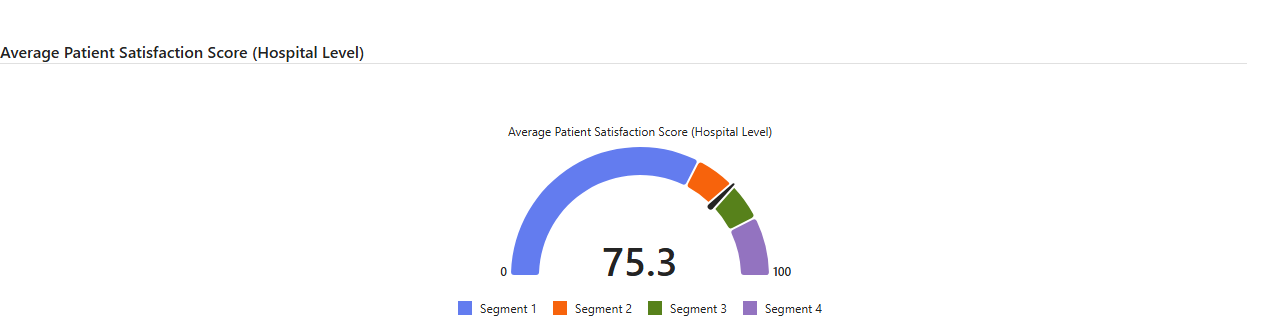 Average Patient Satisfaction Score (Hospital Level)
Average Patient Satisfaction Score (Hospital Level)
75.3
0 100
Segment 1 Segment 2 Segment 3 Segment 4